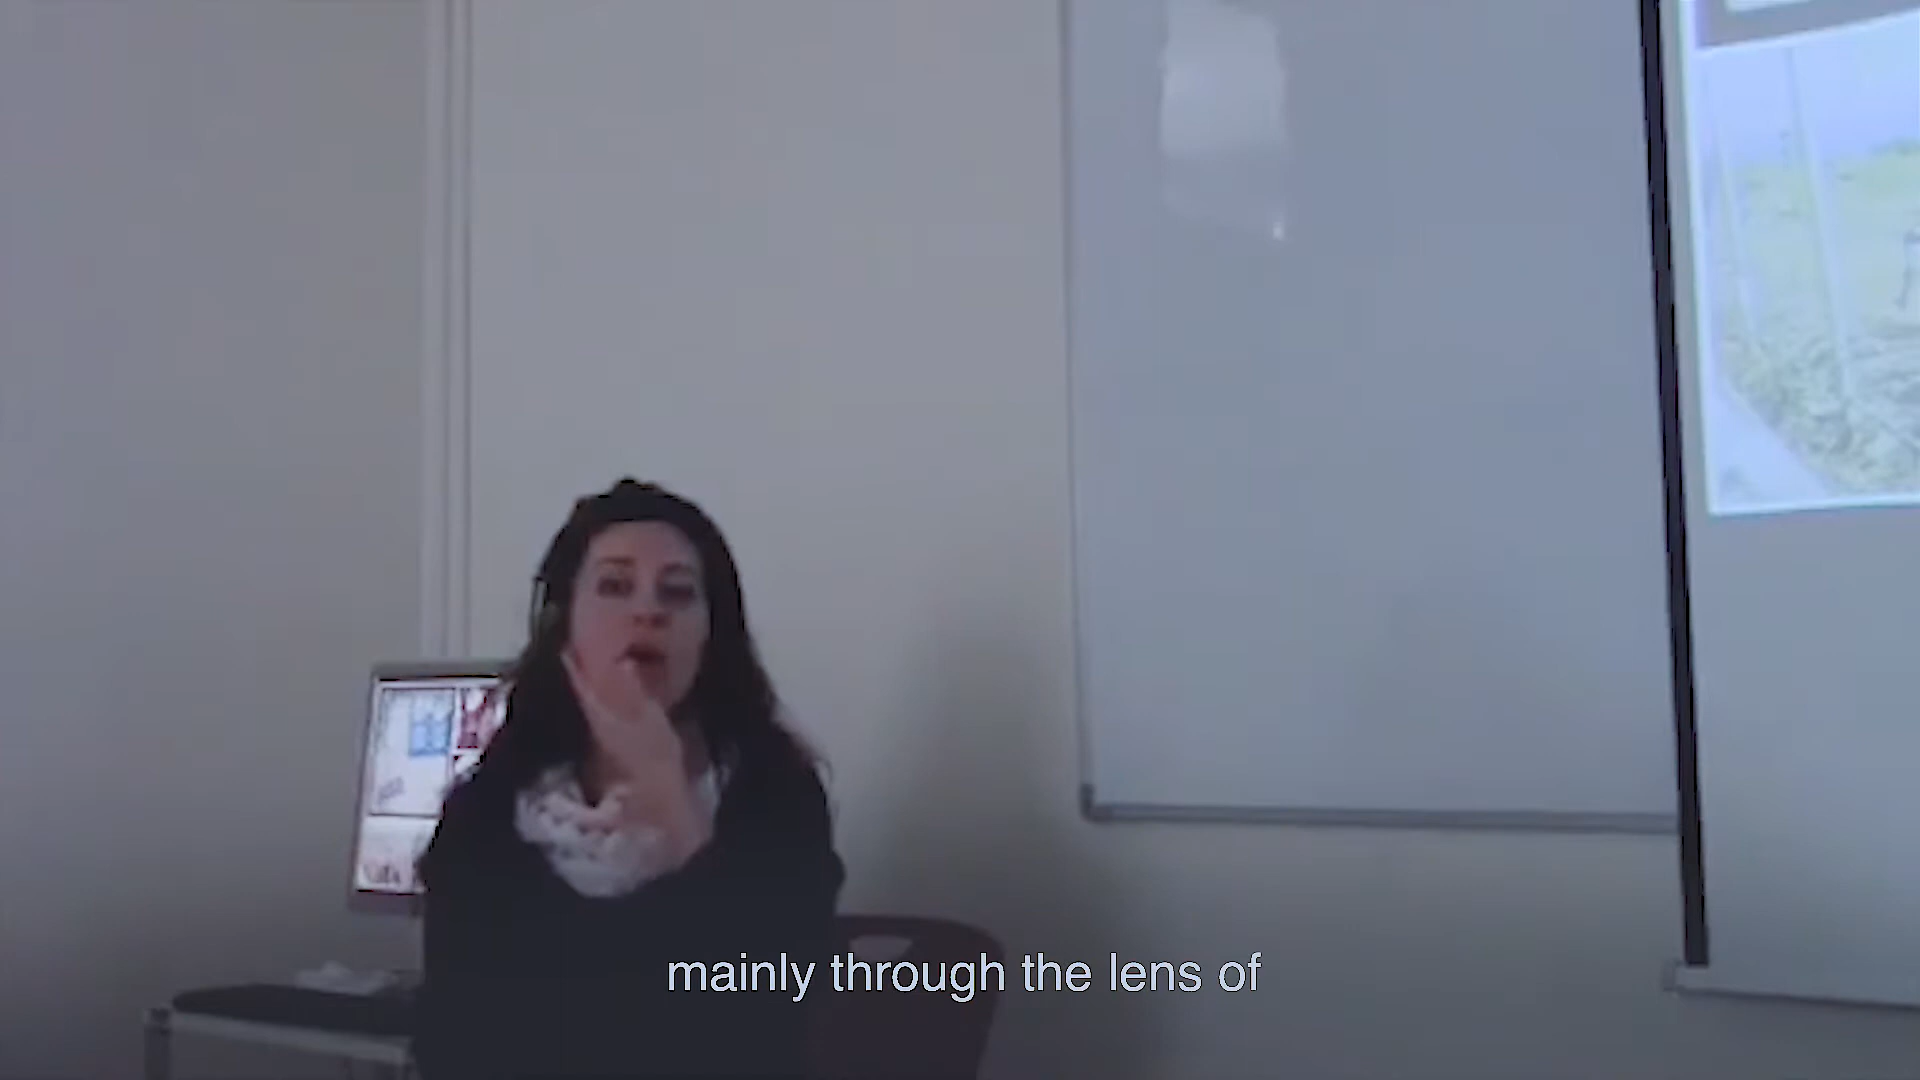 mainly through the lens of